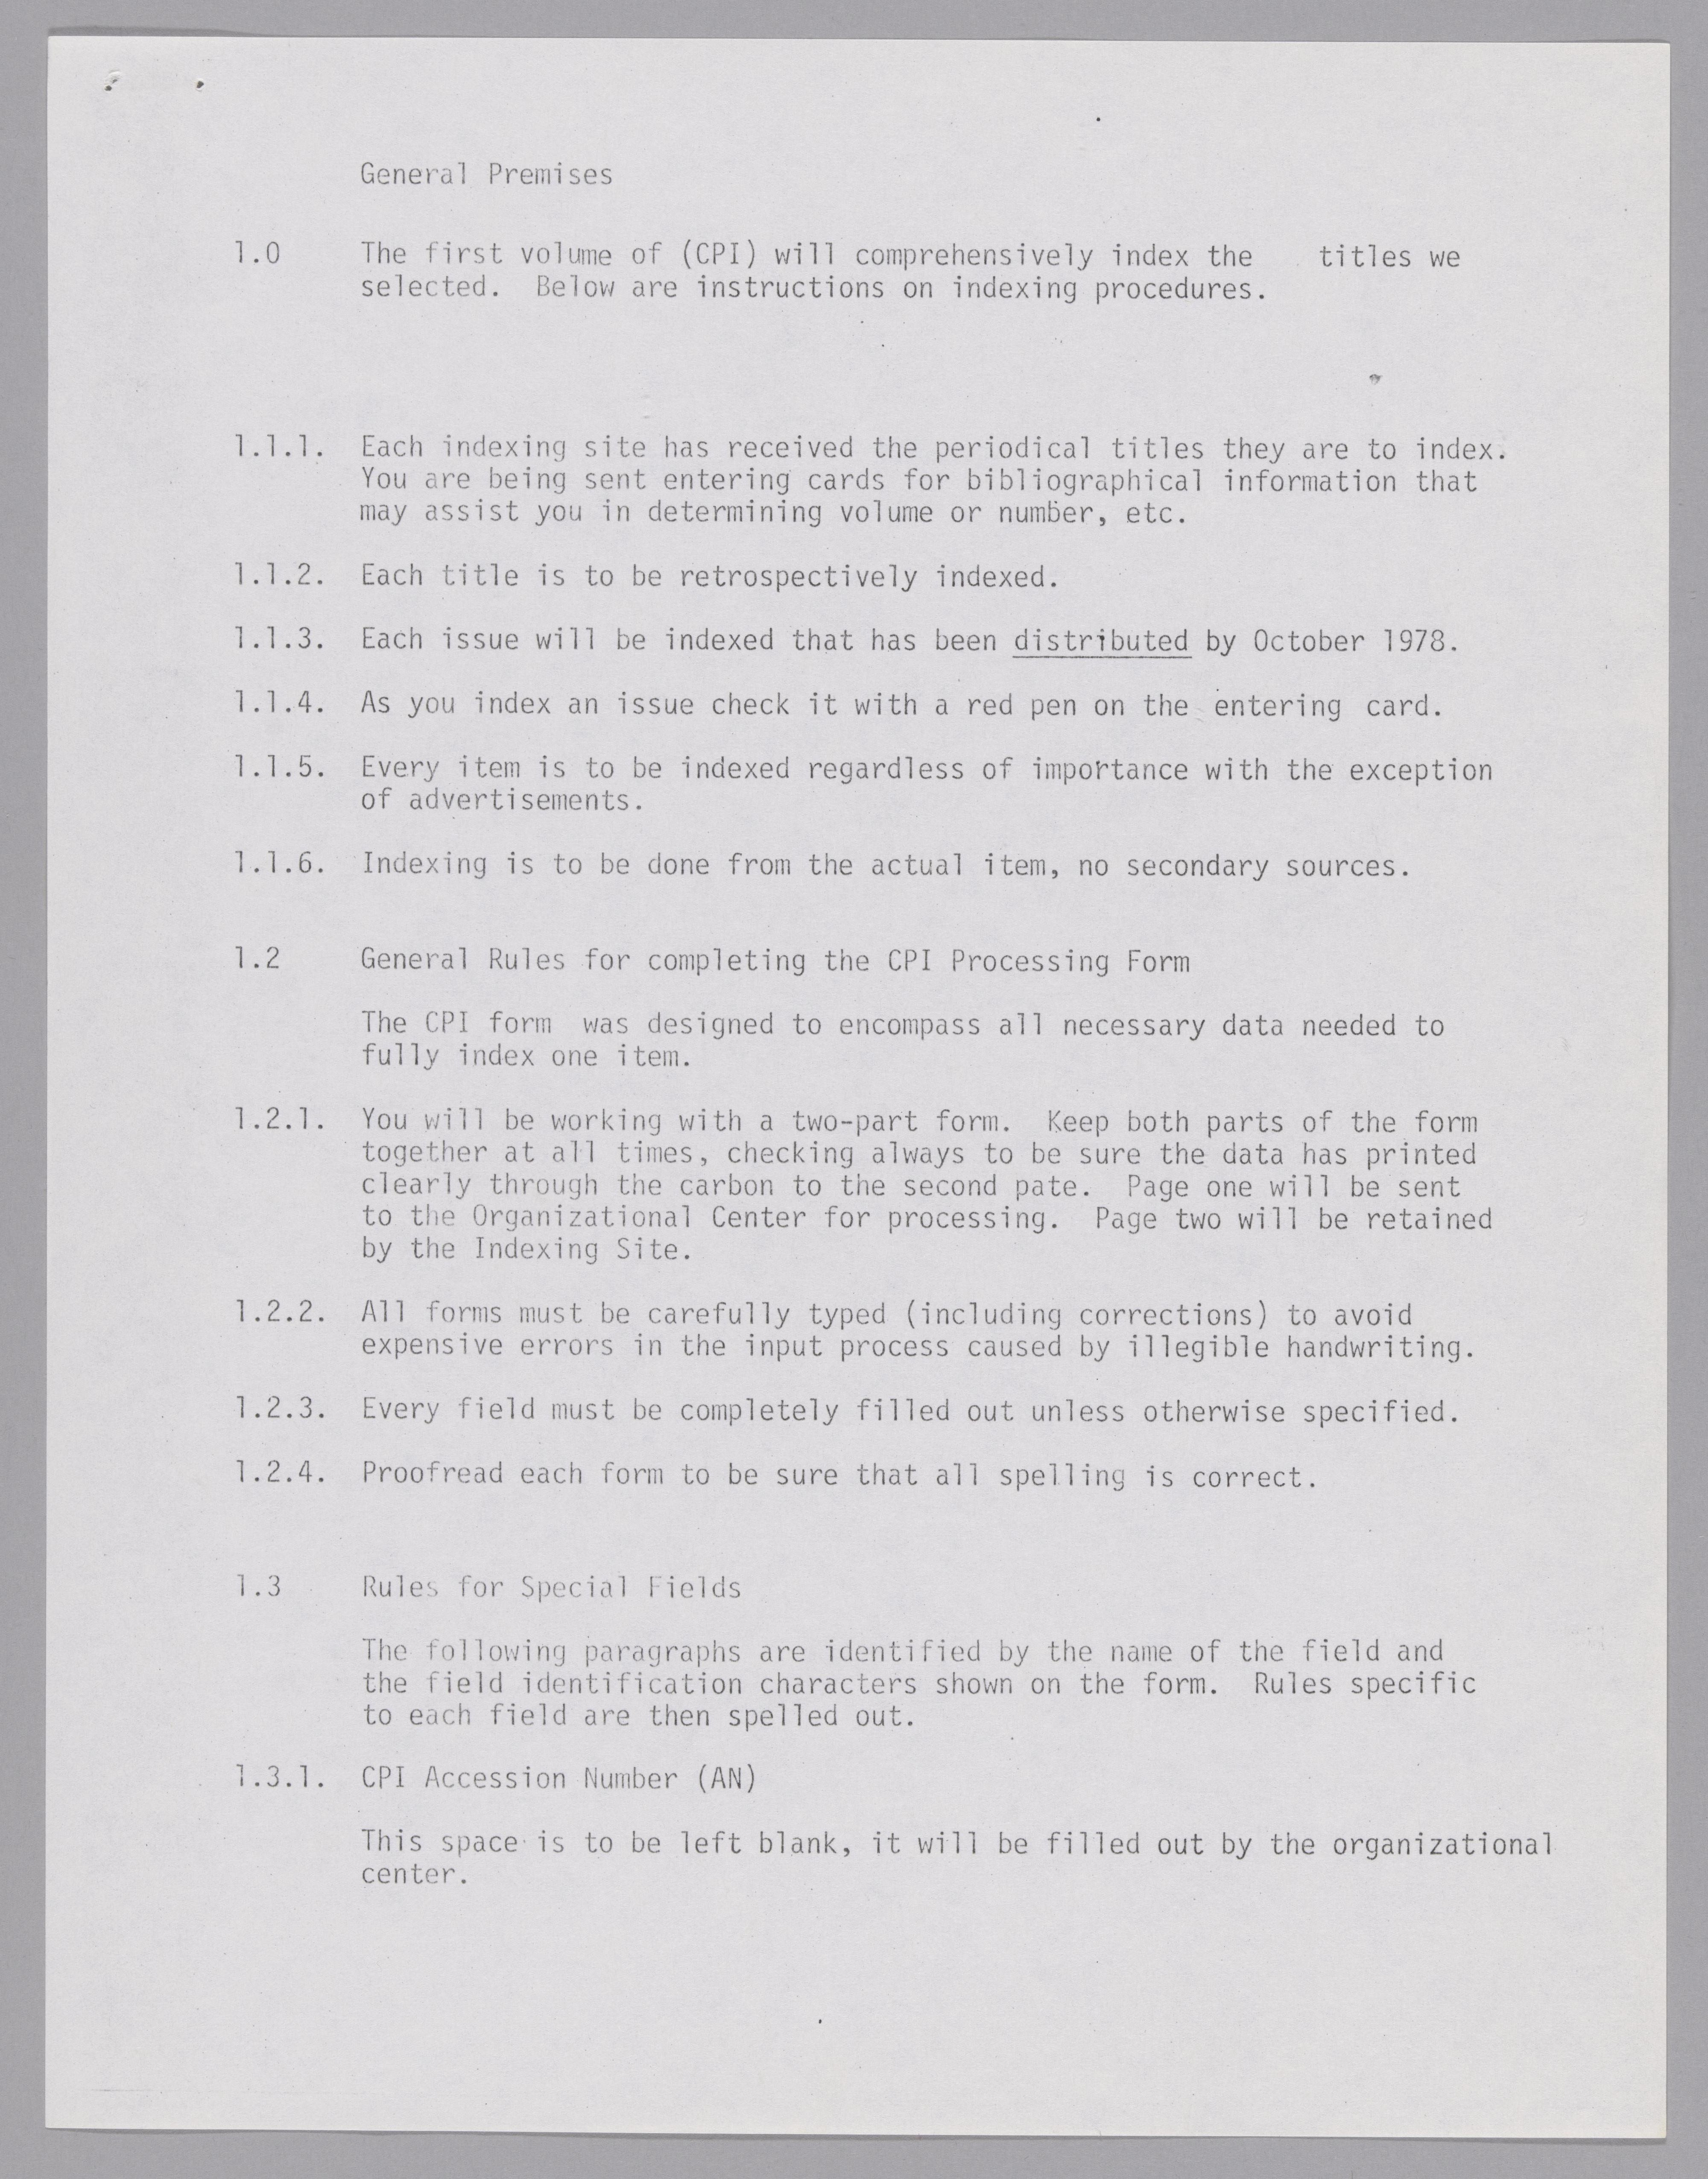 General Premises
1.0 The first volume of (CPI) will comprehensively index the titles we
selected. Below are instructions on indexing procedures.
1.1.1. Each indexing site has received the periodical titles they are to index.
You are being sent entering cards for bibliographical information that
may assist you in determining volume or number, etc.
1.1.2. Each title is to be retrospectively indexed.
1.1.3. Each issue will be indexed that has been distributed by October 1978.
1.1.4. As you index an issue check it with a red pen on the entering card.
1.1.5. Every item is to be indexed regardless of importance with the exception
of advertisements.
1.1.6. Indexing is to be done from the actual item, no secondary sources.
1.2 General Rules for completing the CPI Processing Form
The CPI form was designed to encompass all necessary data needed to
fully index one item.
1.2.1. You will be working with a two-part form. Keep both parts of the form
together at all times, checking always to be sure the data has printed
clearly through the carbon to the second pate. Page one will be sent
to the Organizational Center for processing. Page two will be retained
by the Indexing Site.
1.2.2. All forms must be carefully typed (including corrections) to avoid
expensive errors in the input process caused by illegible handwriting.
1.2.3. Every field must be completely filled out unless otherwise specified.
1.2.4. Proofread each form to be sure that all spelling is correct.
1.3 Rules for Special Fields
The following paragraphs are identified by the name of the field and
the field identification characters shown on the form. Rules specific
to each field are then spelled out.
1.3.1. CPI Accession Number (AN)
This space is to be left blank, it will be filled out by the organizational
center.